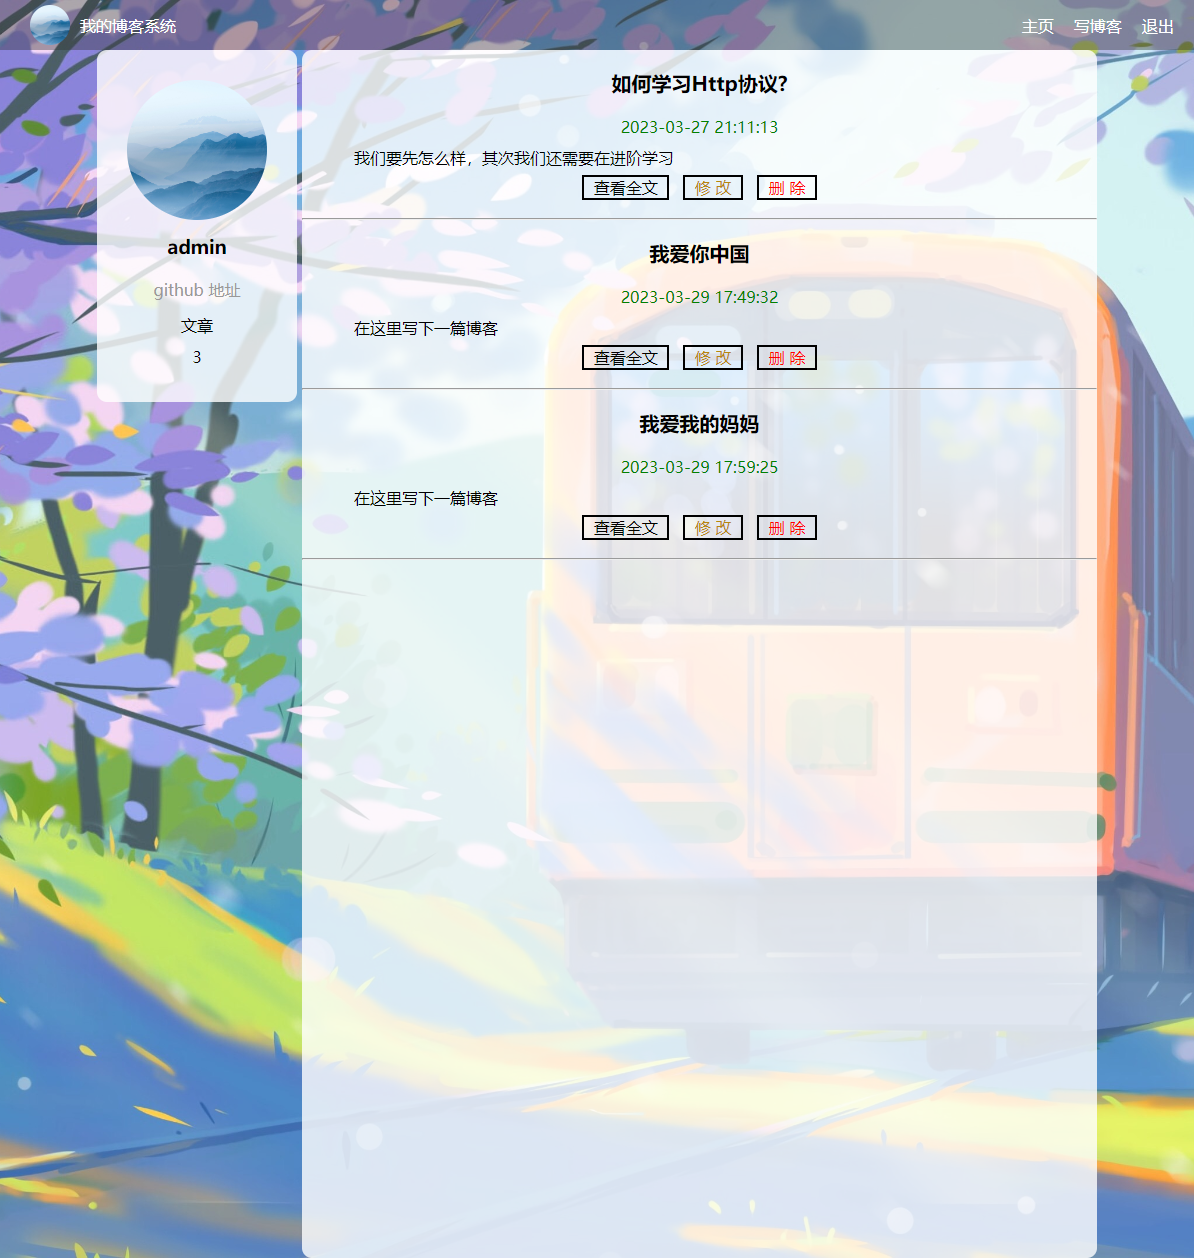 我的博客系统 主页 写博客 退出
admin
github 地址
文章
3
如何学习Http协议?
2023-03-27 21:11:13
我们要先怎么样，其次我们还需要在进阶学习
查看全文 修 改 删 除
我爱你中国
2023-03-29 17:49:32
在这里写下一篇博客
查看全文 修 改 删 除
我爱我的妈妈
2023-03-29 17:59:25
在这里写下一篇博客
查看全文 修 改 删 除